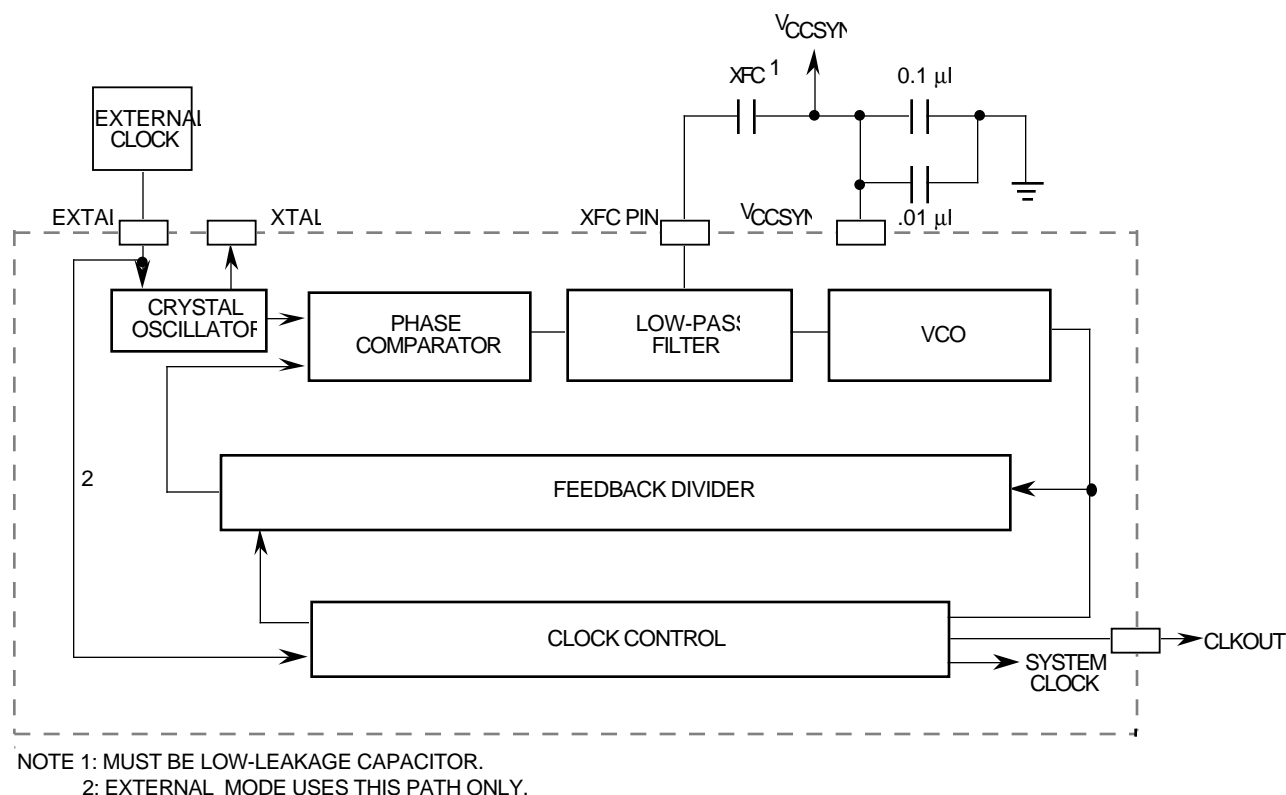 VCCSYN
XFC 1
0.1 µl
EXTERNAL
CLOCK
EXTAL
XTAL
XFC PIN
VCCSYN
.01 µl
CRYSTAL
OSCILLATOR
PHASE
COMPARATOR
LOW-PASS
FILTER
VCO
2
FEEDBACK DIVIDER
CLOCK CONTROL
CLKOUT
SYSTEM
CLOCK
NOTE 1: MUST BE LOW-LEAKAGE CAPACITOR.
2: EXTERNAL MODE USES THIS PATH ONLY.